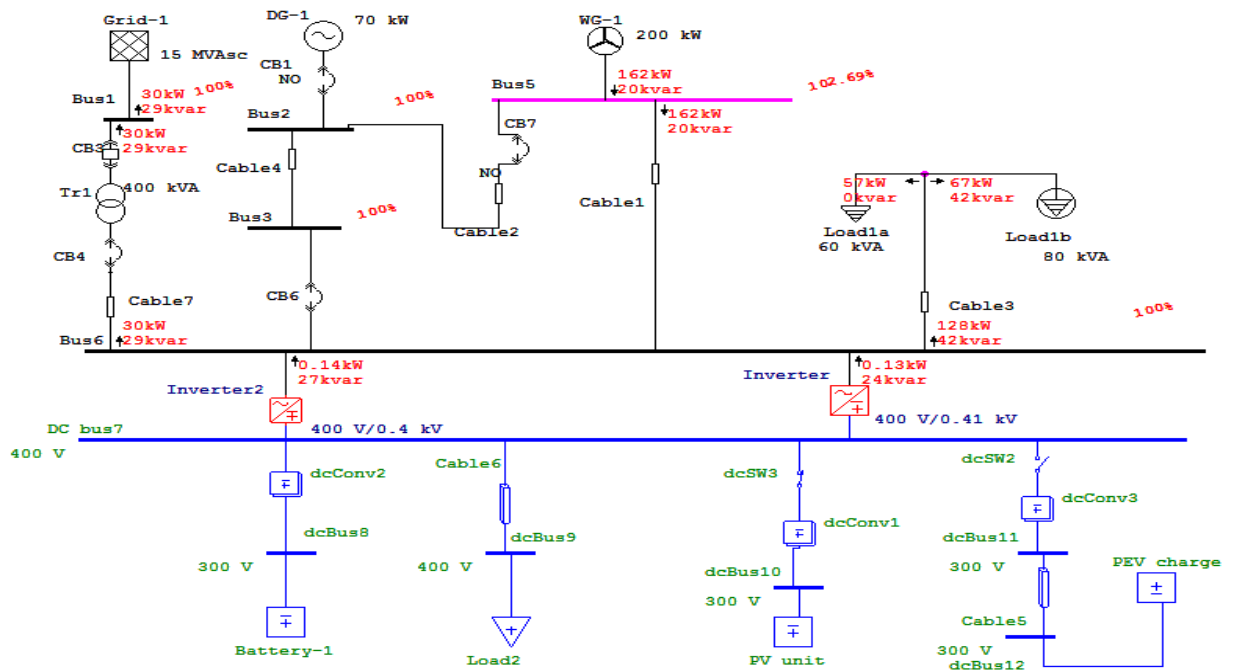 Grid-1
DG-1
70 kW
WG-1
200 kW
15 MVAsc
CB1
NO
Bus1
30kW
29kvar
100%
Bus2
100%
Bus5
162kW
20kvar
102.69%
30kW
29kvar
CB3
162kW
20kvar
CB7
NO
Cable4
Tr1
400 kVA
Cable1
57kW
0kvar
67kW
42kvar
Bus3
100%
Cable2
Load1a
60 kVA
Load1b
80 kVA
CB4
CB6
Cable7
Cable3
100%
Bus6
30kW
29kvar
128kW
42kvar
0.14kW
27kvar
Inverter2
0.13kW
24kvar
Inverter
DC bus7
400 V
400 V/0.4 kV
400 V/0.41 kV
dcConv2
Cable6
dcSW3
dcSW2
dcConv3
dcBus8
300 V
dcBus9
400 V
dcConv1
dcBus11
300 V
dcBus10
300 V
PEV charge
Cable5
300 V
dcBus12
Battery-1
Load2
PV unit